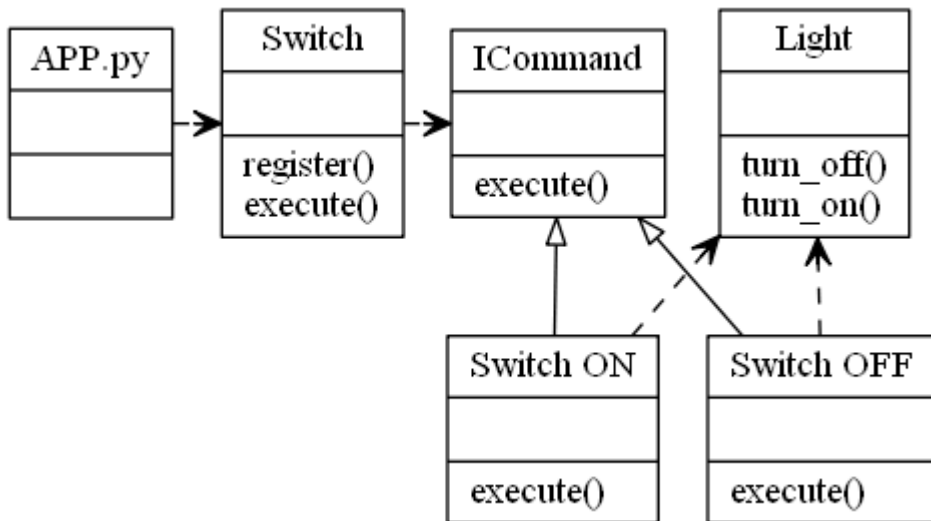 APP.py
Switch
register()
execute()
ICommand
execute()
Light
turn_off()
turn_on()
Switch ON
execute()
Switch OFF
execute()